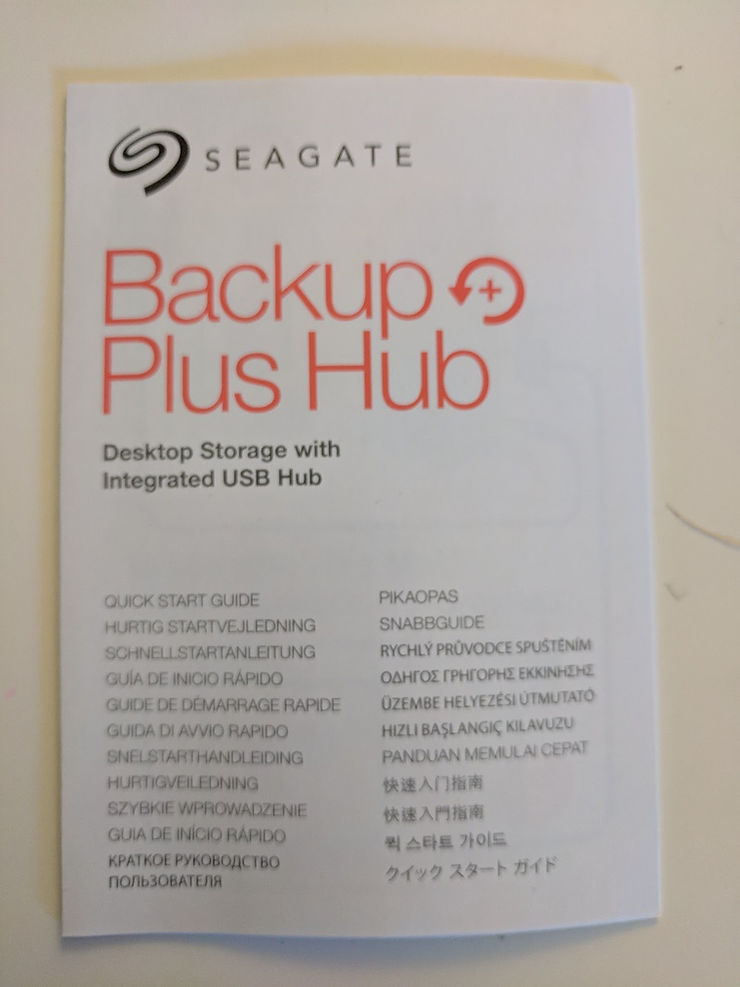 SEAGATE
Backup
Plus Hub
Desktop Storage with
Integrated USB Hub
QUICK START GUIDE
HURTIG STARTVEJLEDNING
SCHNELLSTARTANLEITUNG
GUÍA DE INICIO RÁPIDO
GUIDE DE DÉMARRAGE RAPIDE
GUIDA DI AVVIO RAPIDO
SNELSTARTHANDLEIDING
HURTIGVEILEDNING
SZYBKIE WPROWADZENIE
GUIA DE INÍCIO RÁPIDO
КРАТКОЕ РУКОВОДСТВО
ПОЛЬЗОВАТЕЛЯ
PIKAOPAS
SNABBGUIDE
RYCHLÝ PRŮVODCE SPUŠTĚNÍM
ΟΔΗΓΟΣ ΓΡΗΓΟΡΗΣ ΕΚΚΙΝΗΣΗΣ
ÜZEMBE HELYEZÉSI ÚTMUTATÓ
HIZLI BAŞLANGIÇ KILAVUZU
PANDUAN MEMULAI CEPAT
快速入门指南
快速入門指南
퀵 스타트 가이드
クイック スタート ガイド